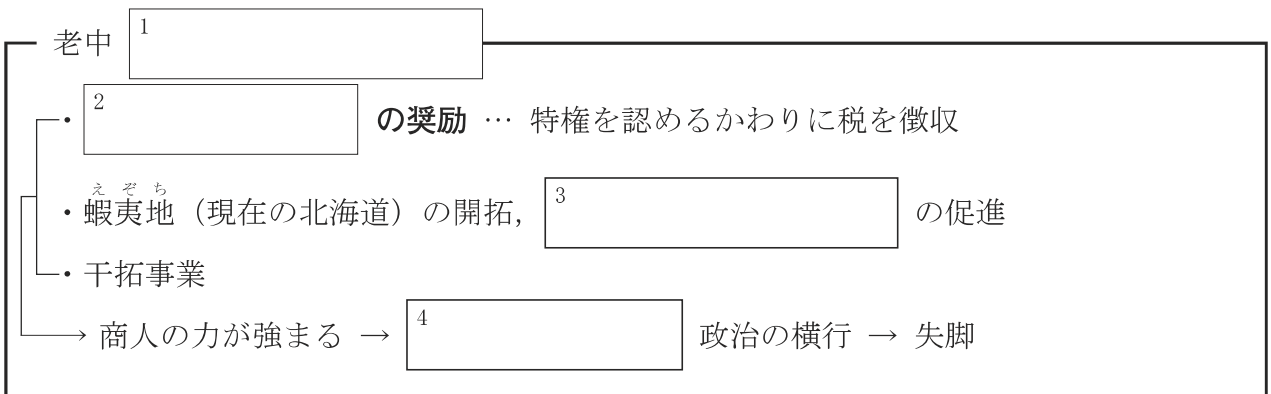 老中 1
・2 の奨励 … 特権を認めるかわりに税を徴収
えぞち
・蝦夷地（現在の北海道）の開拓， 3 の促進
・干拓事業
→ 商人の力が強まる → 4 政治の横行 → 失脚